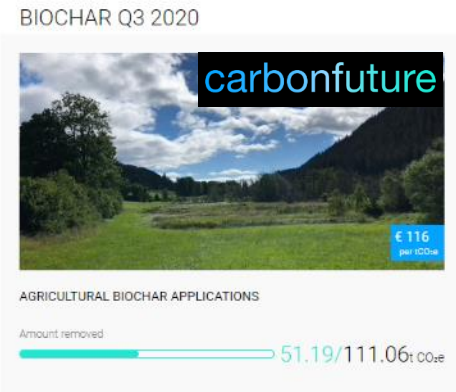 BIOCHAR Q3 2020
carbonfuture
€ 116
per tCO₂e
AGRICULTURAL BIOCHAR APPLICATIONS
Amount removed
51.19/111.06t CO₂e